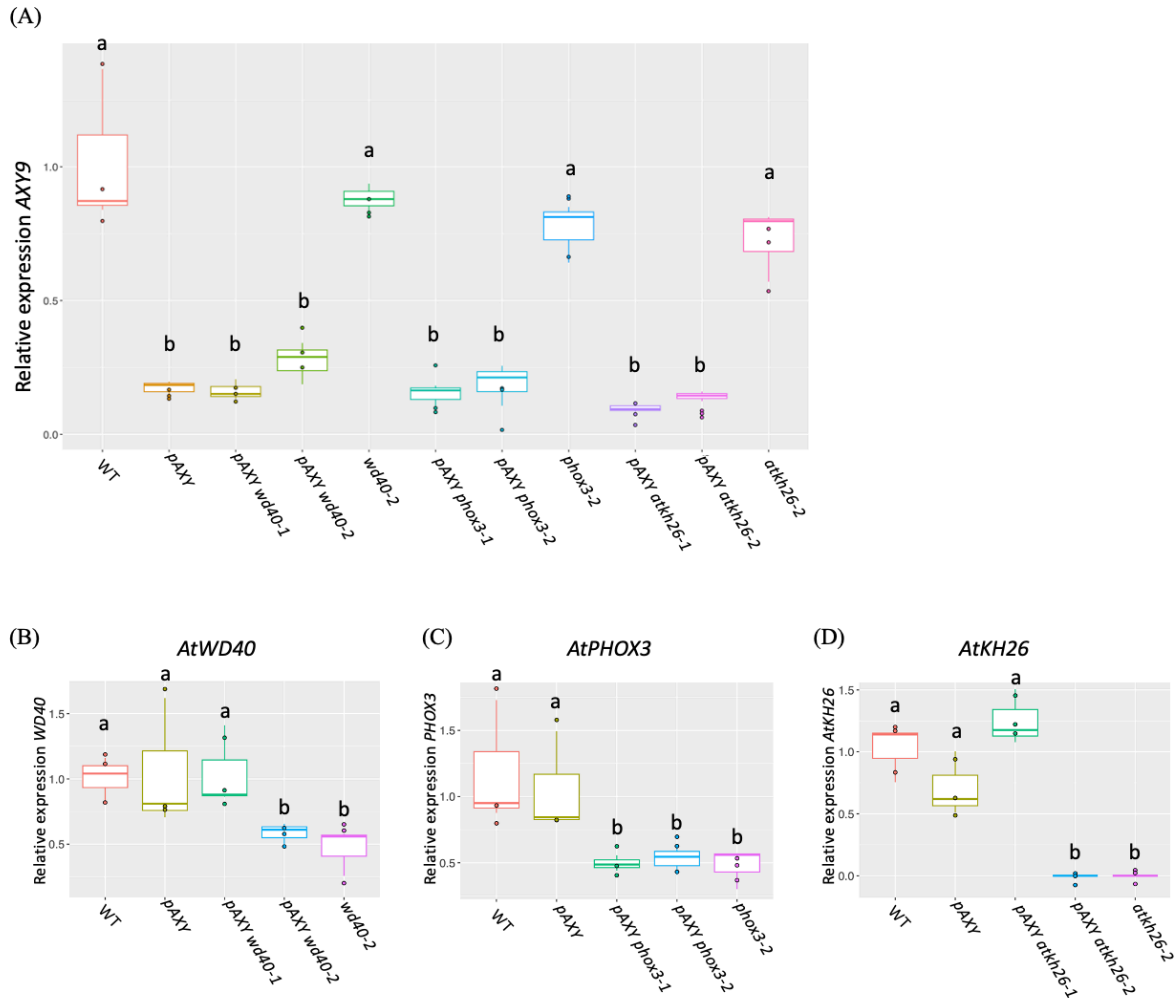 (A)
a
a
a
a
b
b
b
b
b
b
b
Relative expression AXY9
1.0
0.5
0.0
WT
pAXY
pAXY wd40-1
pAXY wd40-2
wd40-2
pAXY phox3-1
pAXY phox3-2
phox3-2
pAXY atkh26-1
pAXY atkh26-2
atkh26-2
(B)
AtWD40
a
a
a
b
b
Relative expression WD40
1.5
1.0
0.5
WT
pAXY
pAXY wd40-1
pAXY wd40-2
wd40-2
(C)
AtPHOX3
a
a
b
b
b
Relative expression PHOX3
1.5
1.0
0.5
WT
pAXY
pAXY phox3-1
pAXY phox3-2
phox3-2
(D)
AtKH26
a
a
a
b
b
Relative expression AtKH26
1.5
1.0
0.5
0.0
WT
pAXY
pAXY atkh26-1
pAXY atkh26-2
atkh26-2